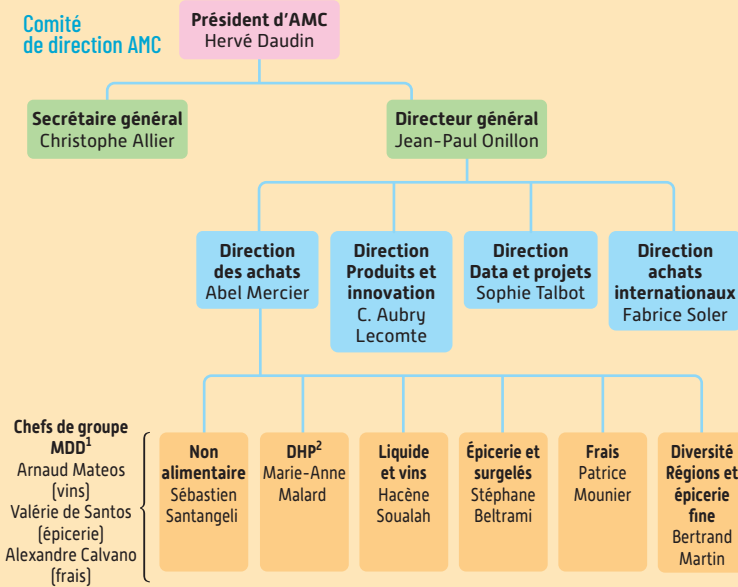 Comité
de direction AMC
Président d’AMC
Hervé Daudin
Secrétaire général
Christophe Allier
Directeur général
Jean-Paul Onillon
Direction
des achats
Abel Mercier
Direction
Produits et
innovation
C. Aubry
Lecomte
Direction
Data et projets
Sophie Talbot
Direction
achats
internationaux
Fabrice Soler
Chefs de groupe
MDD¹
Arnaud Mateos
(vins)
Valérie de Santos
(épicerie)
Alexandre Calvano
(frais)
Non
alimentaire
Sébastien
Santangeli
DHP²
Marie-Anne
Malard
Liquide
et vins
Hacène
Soualah
Épicerie et
surgelés
Stéphane
Beltrami
Frais
Patrice
Mounier
Diversité
Régions et
épicerie
fine
Bertrand
Martin